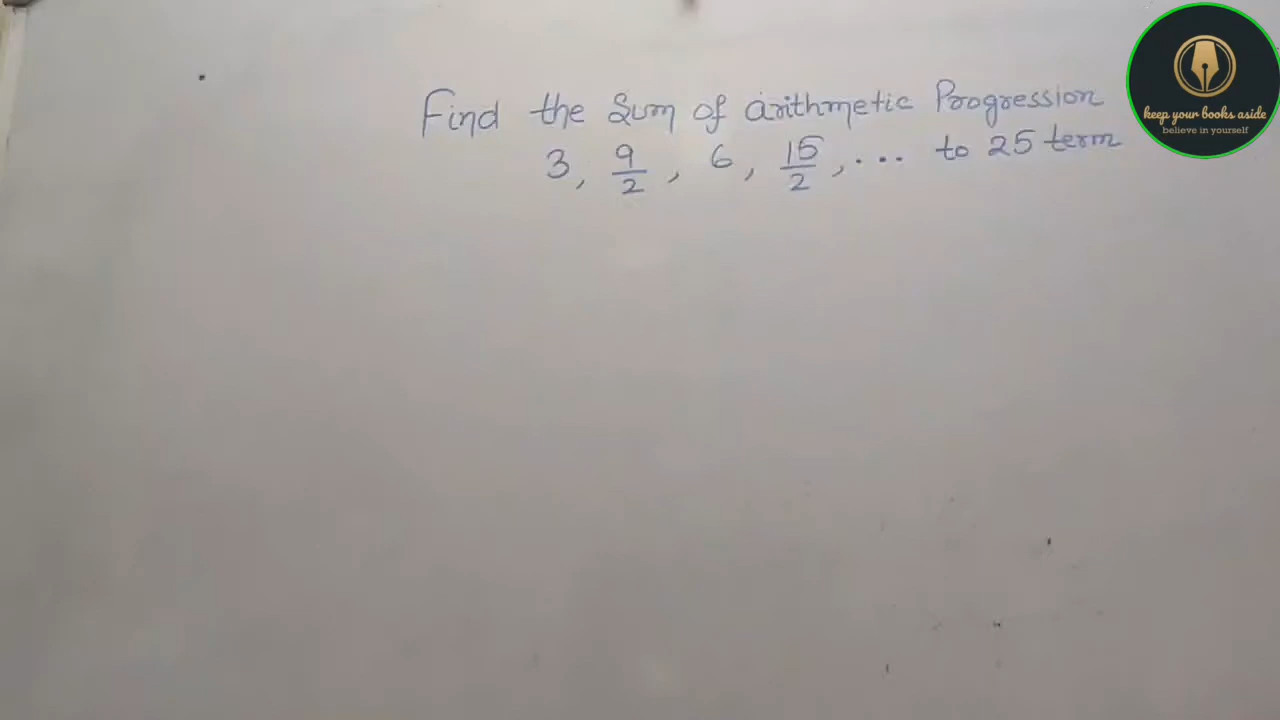 Find the Sum of arithmetic Progression
3, 9/2, 6, 15/2, ... to 25 term
keep your books aside
believe in yourself